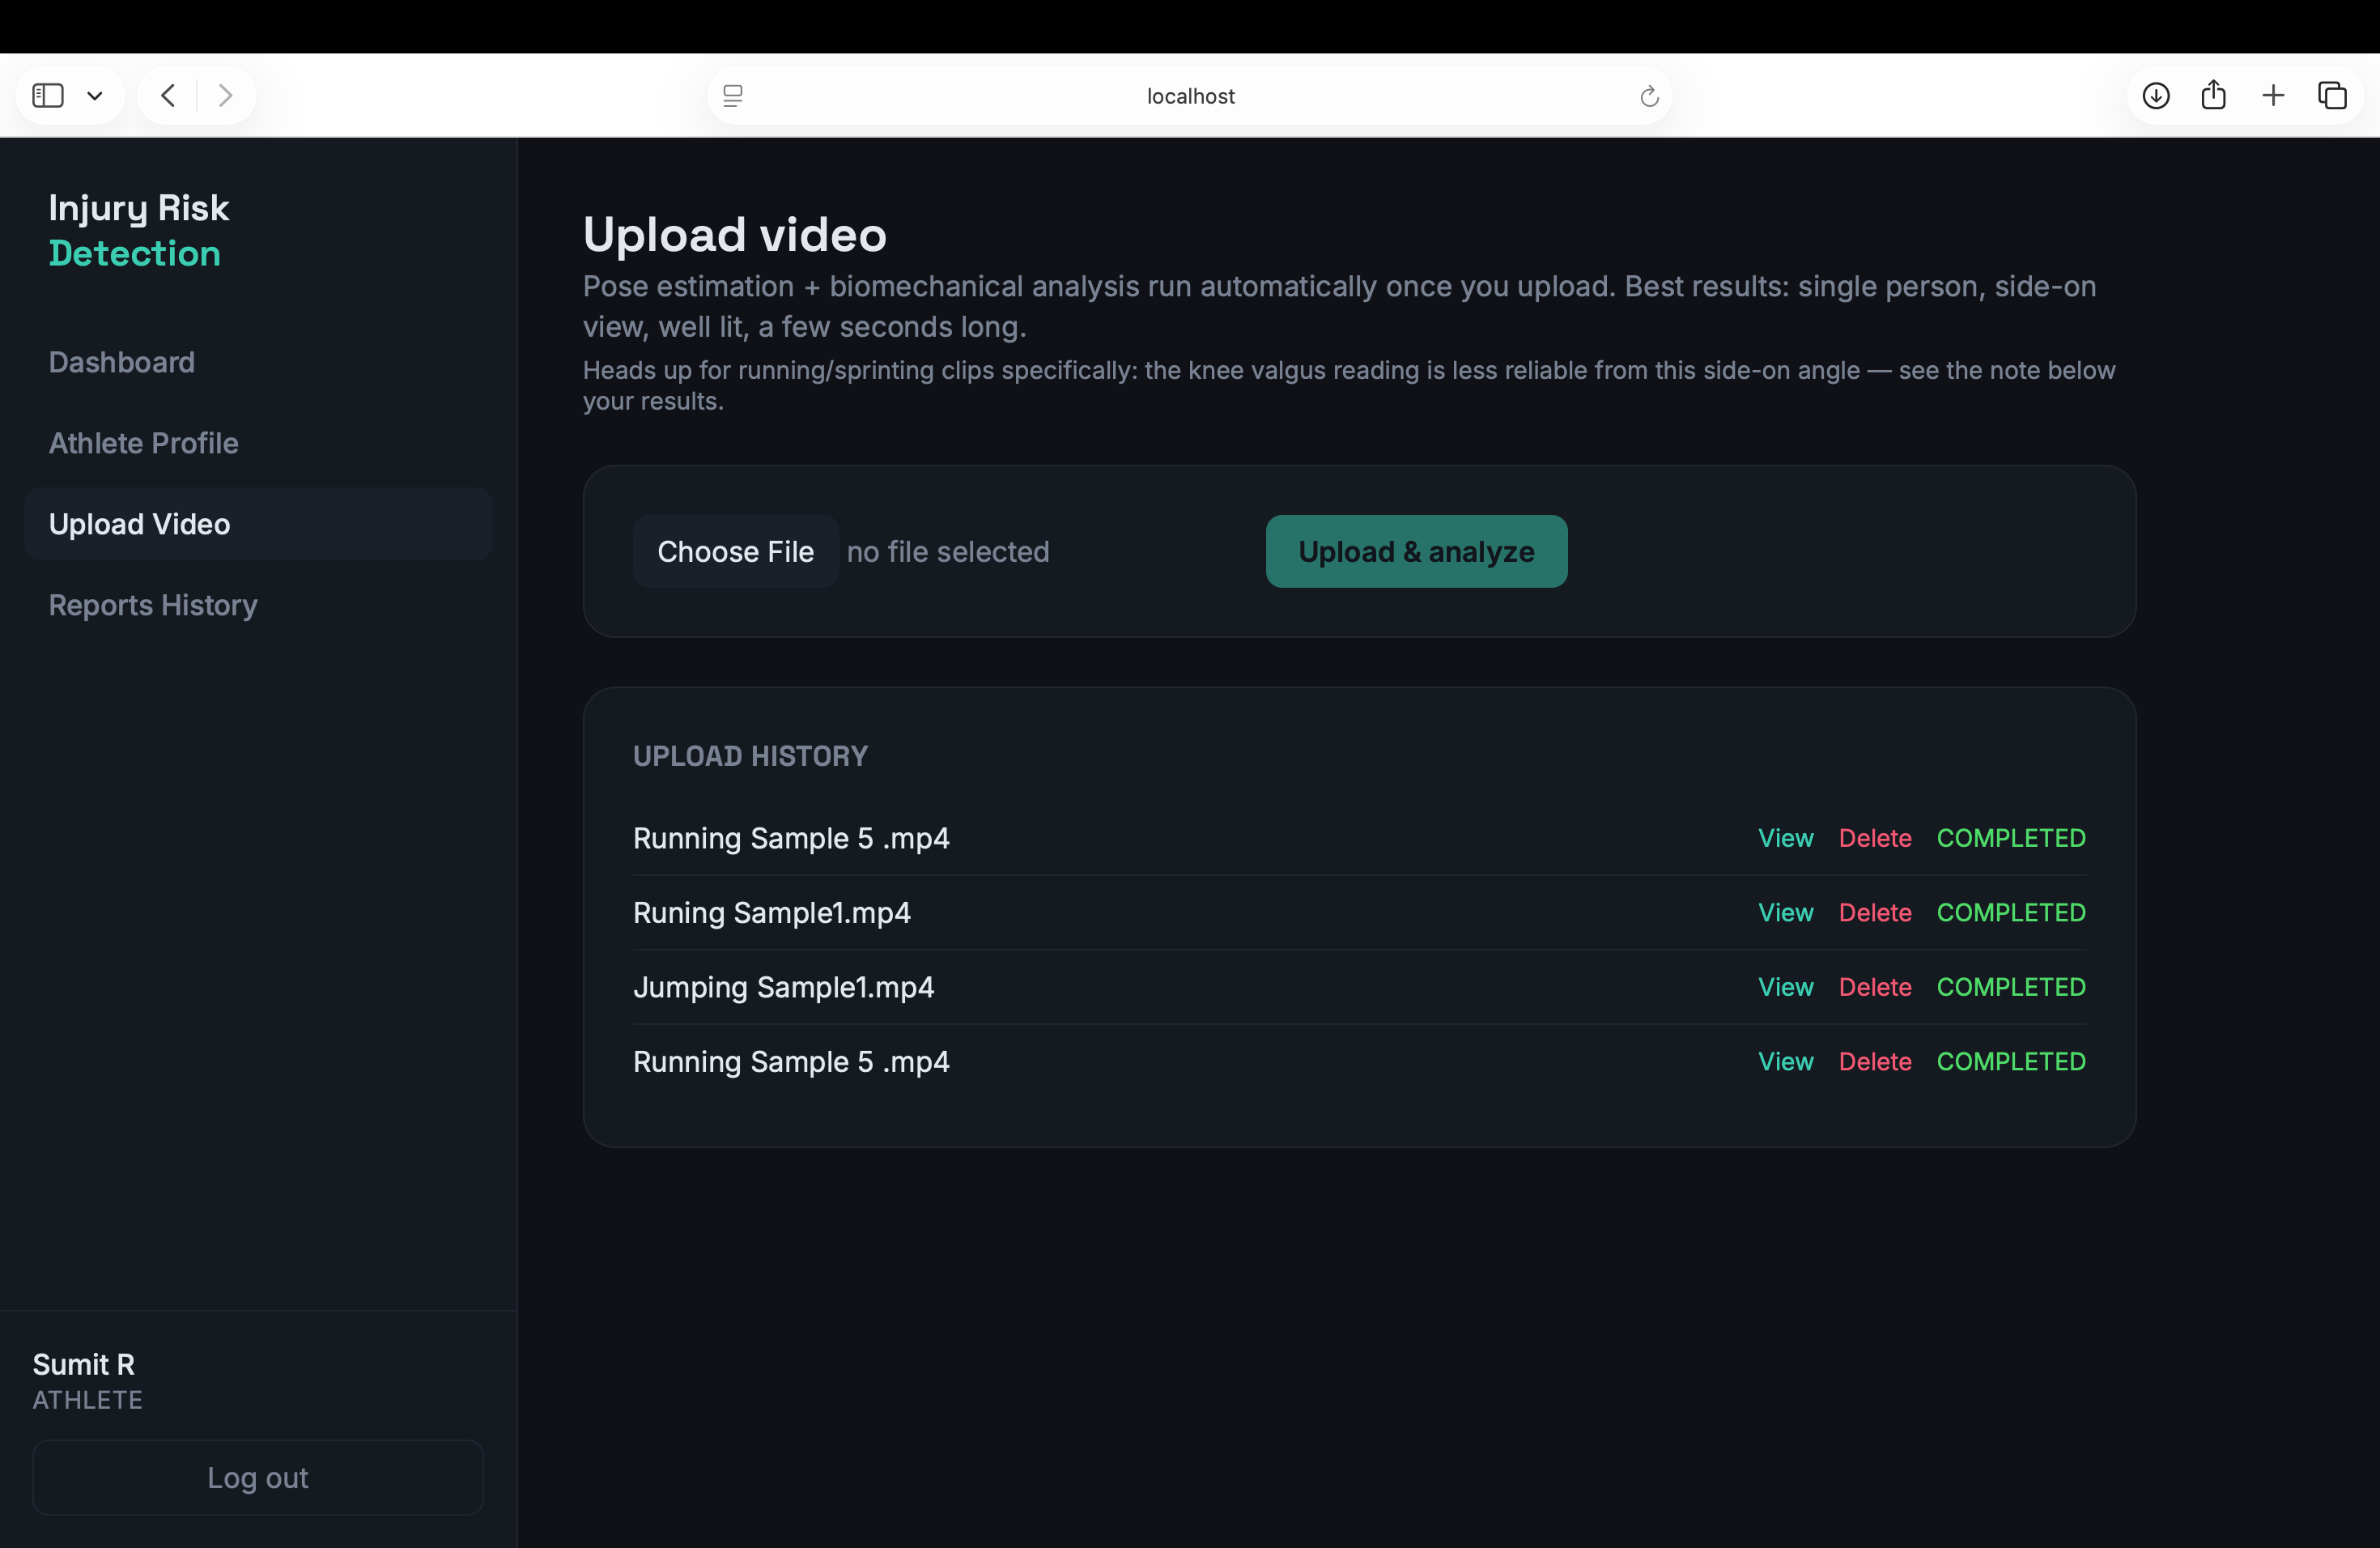 localhost
Injury Risk
Detection
Dashboard
Athlete Profile
Upload Video
Reports History
Sumit R
ATHLETE
Log out
Upload video
Pose estimation + biomechanical analysis run automatically once you upload. Best results: single person, side-on
view, well lit, a few seconds long.
Heads up for running/sprinting clips specifically: the knee valgus reading is less reliable from this side-on angle — see the note below
your results.
Choose File no file selected Upload & analyze
UPLOAD HISTORY
Running Sample 5 .mp4 View Delete COMPLETED
Runing Sample1.mp4 View Delete COMPLETED
Jumping Sample1.mp4 View Delete COMPLETED
Running Sample 5 .mp4 View Delete COMPLETED